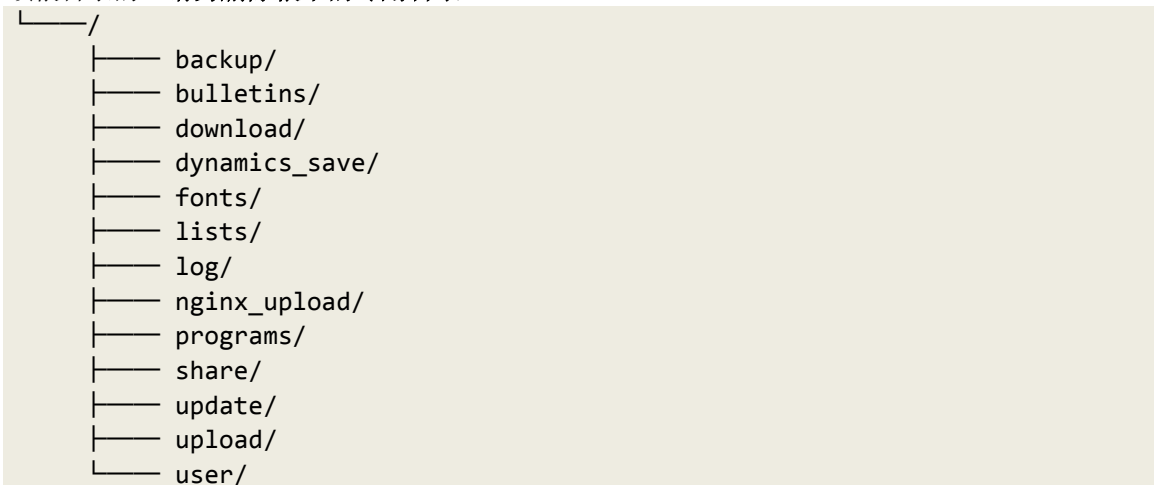 └───/
├─── backup/
├─── bulletins/
├─── download/
├─── dynamics_save/
├─── fonts/
├─── lists/
├─── log/
├─── nginx_upload/
├─── programs/
├─── share/
├─── update/
├─── upload/
└─── user/